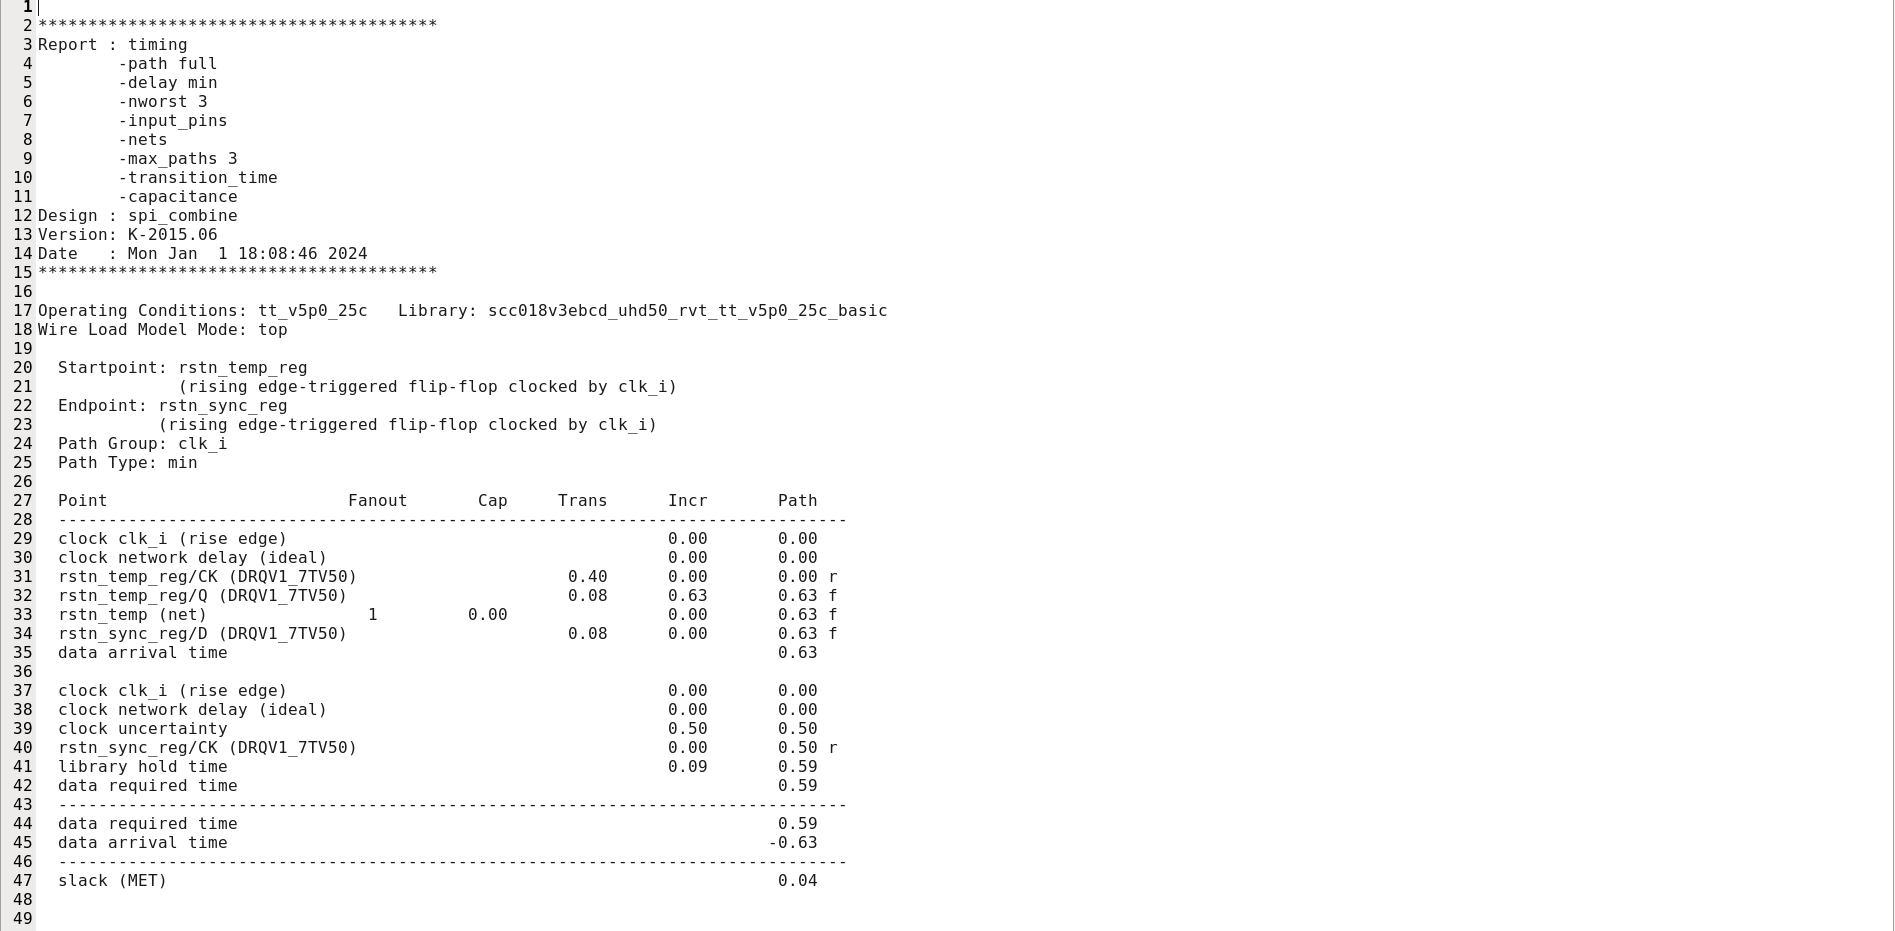 1
2 ****************************************
3 Report : timing
4         -path full
5         -delay min
6         -nworst 3
7         -input_pins
8         -nets
9         -max_paths 3
10         -transition_time
11         -capacitance
12 Design : spi_combine
13 Version: K-2015.06
14 Date   : Mon Jan  1 18:08:46 2024
15 ****************************************
16
17 Operating Conditions: tt_v5p0_25c   Library: scc018v3ebcd_uhd50_rvt_tt_v5p0_25c_basic
18 Wire Load Model Mode: top
19
20   Startpoint: rstn_temp_reg
21               (rising edge-triggered flip-flop clocked by clk_i)
22   Endpoint: rstn_sync_reg
23             (rising edge-triggered flip-flop clocked by clk_i)
24   Path Group: clk_i
25   Path Type: min
26
27   Point                        Fanout       Cap     Trans      Incr       Path
28   -------------------------------------------------------------------------------
29   clock clk_i (rise edge)                                      0.00       0.00
30   clock network delay (ideal)                                  0.00       0.00
31   rstn_temp_reg/CK (DRQV1_7TV50)                     0.40      0.00       0.00 r
32   rstn_temp_reg/Q (DRQV1_7TV50)                      0.08      0.63       0.63 f
33   rstn_temp (net)                1         0.00                0.00       0.63 f
34   rstn_sync_reg/D (DRQV1_7TV50)                      0.08      0.00       0.63 f
35   data arrival time                                                       0.63
36
37   clock clk_i (rise edge)                                      0.00       0.00
38   clock network delay (ideal)                                  0.00       0.00
39   clock uncertainty                                            0.50       0.50
40   rstn_sync_reg/CK (DRQV1_7TV50)                               0.00       0.50 r
41   library hold time                                            0.09       0.59
42   data required time                                                      0.59
43   -------------------------------------------------------------------------------
44   data required time                                                      0.59
45   data arrival time                                                      -0.63
46   -------------------------------------------------------------------------------
47   slack (MET)                                                             0.04
48
49